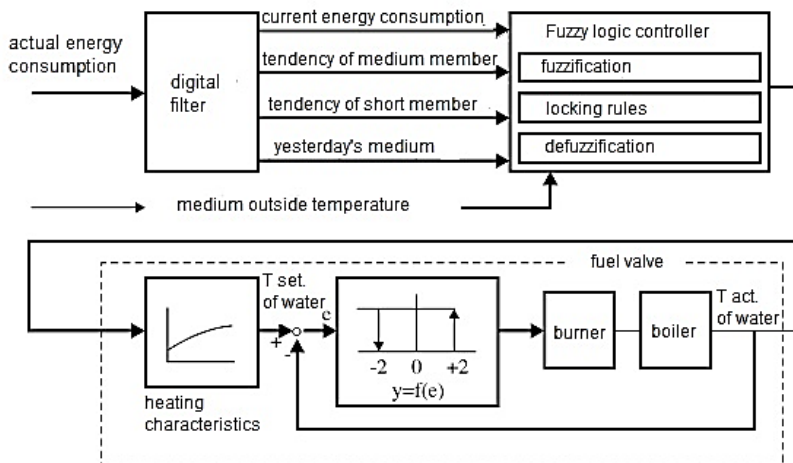 current energy consumption
actual energy
consumption
digital
filter
tendency of medium member
tendency of short member
yesterday's medium
Fuzzy logic controller
fuzzification
locking rules
defuzzification
medium outside temperature
fuel valve
T set.
of water
e
+
-
-2 0 +2
y=f(e)
burner
boiler
T act.
of water
heating
characteristics